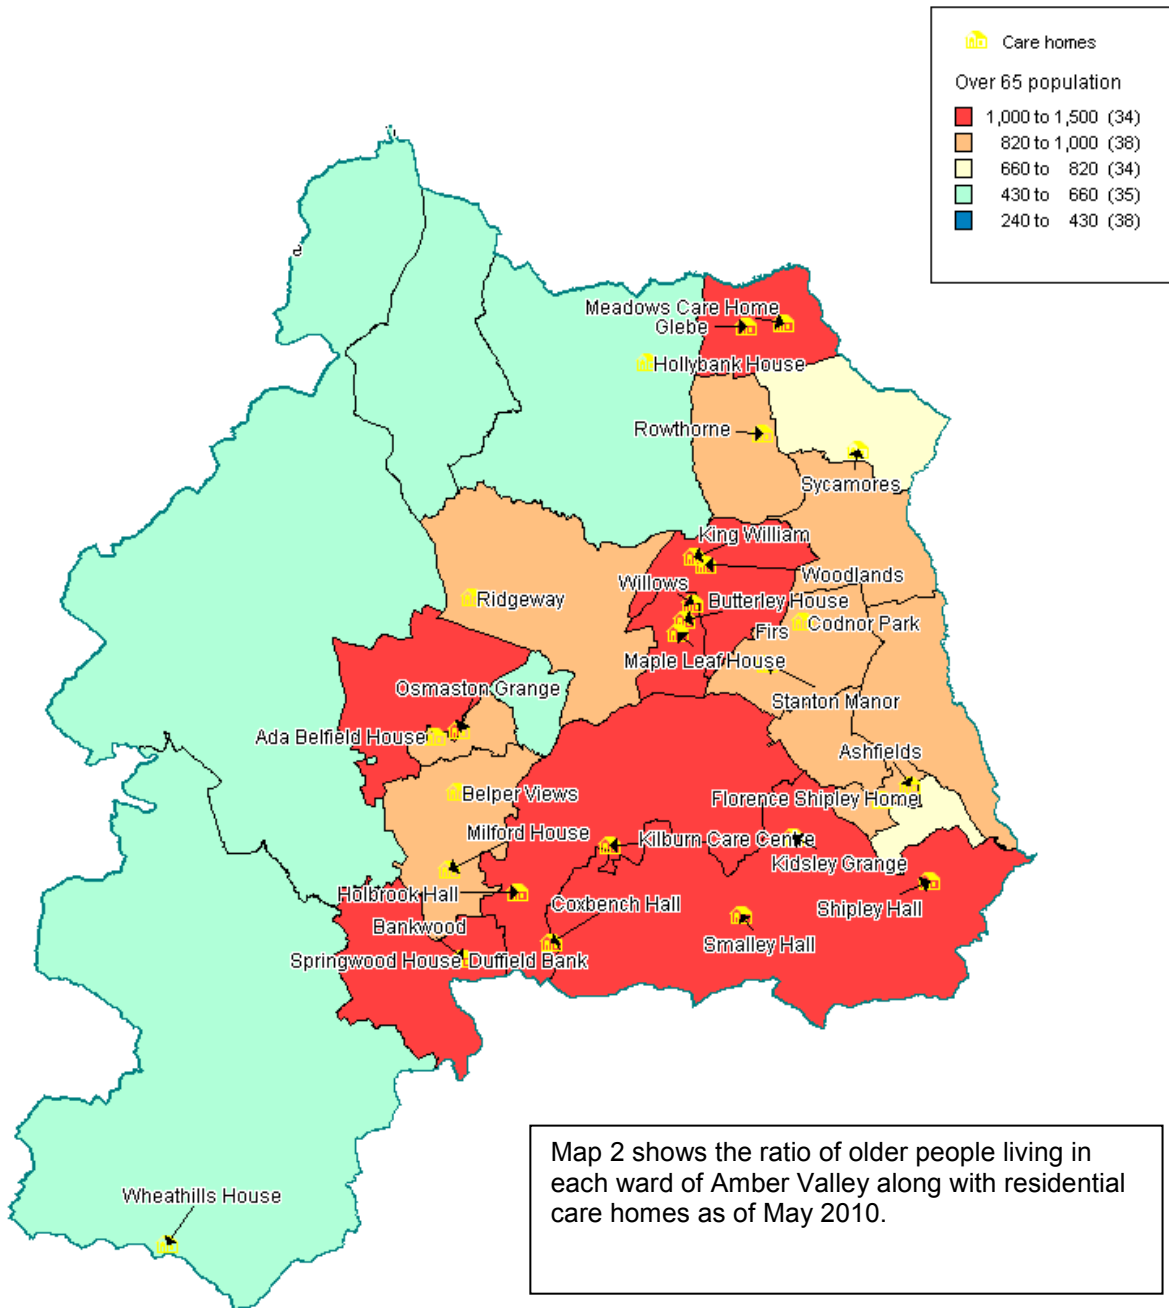 Care homes
Over 65 population
1,000 to 1,500 (34)
820 to 1,000 (38)
660 to 820 (34)
430 to 660 (35)
240 to 430 (38)
a
Meadows Care Home
Glebe
Hollybank House
Rowthorne
Sycamores
King William
Woodlands
Willows
Butterley House
Ridgeway
Firs
Codnor Park
Maple Leaf House
Osmaston Grange
Stanton Manor
Ada Belfield House
Ashfields
Belper Views
Florence Shipley Home
Milford House
Kilburn Care Centre
Kidsley Grange
Holbrook Hall
Coxbench Hall
Shipley Hall
Bankwood
Smalley Hall
Springwood House Duffield Bank
Wheathills House
Map 2 shows the ratio of older people living in
each ward of Amber Valley along with residential
care homes as of May 2010.